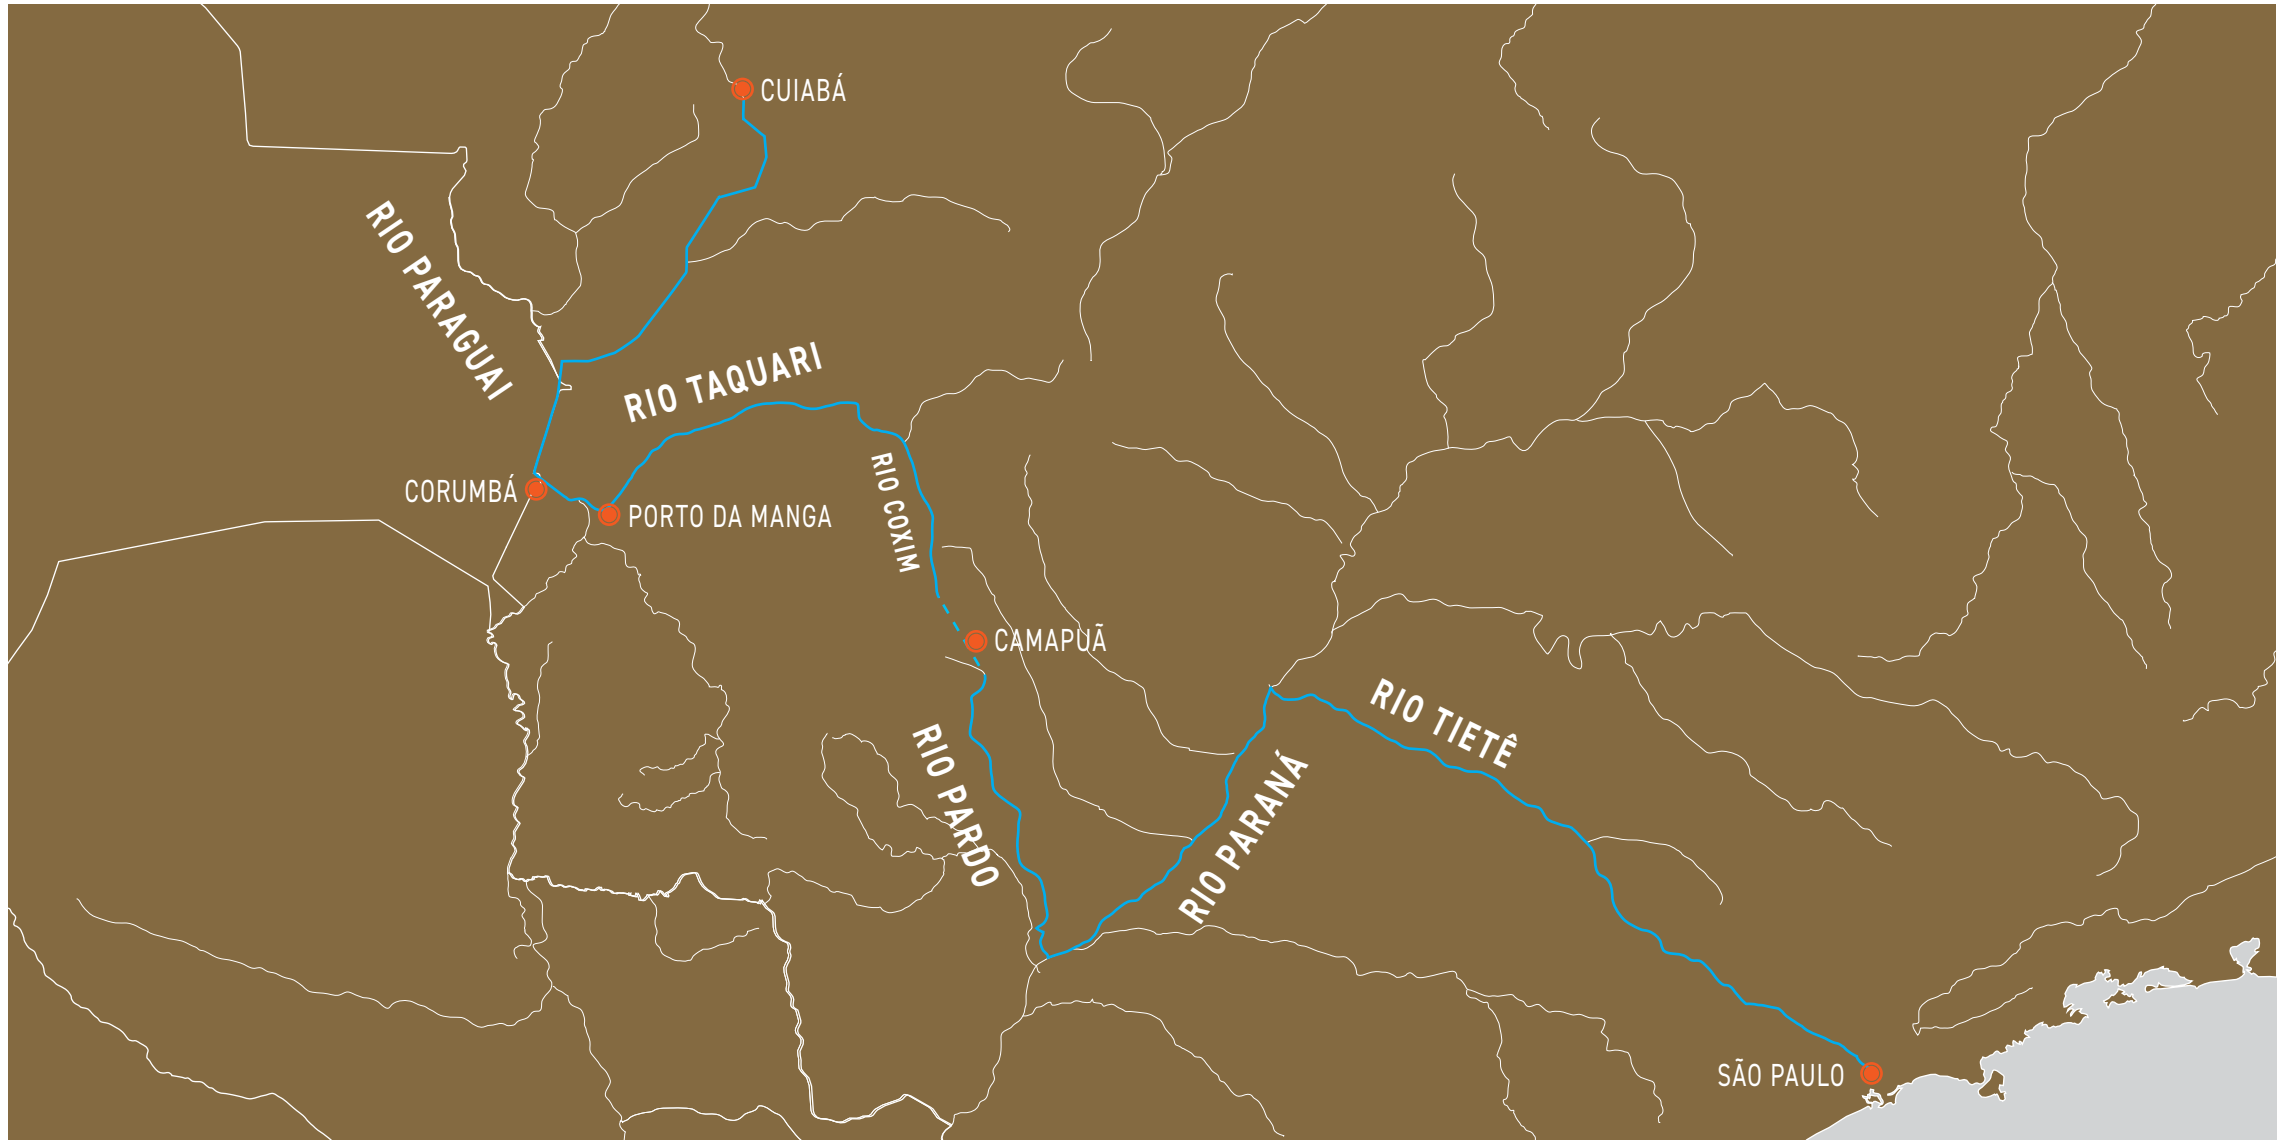 CUIABÁ
RIO PARAGUAI
RIO TAQUARI
CORUMBÁ
PORTO DA MANGA
RIO COXIM
CAMAPUÃ
RIO TIETÊ
RIO PARDO
RIO PARANÁ
SÃO PAULO